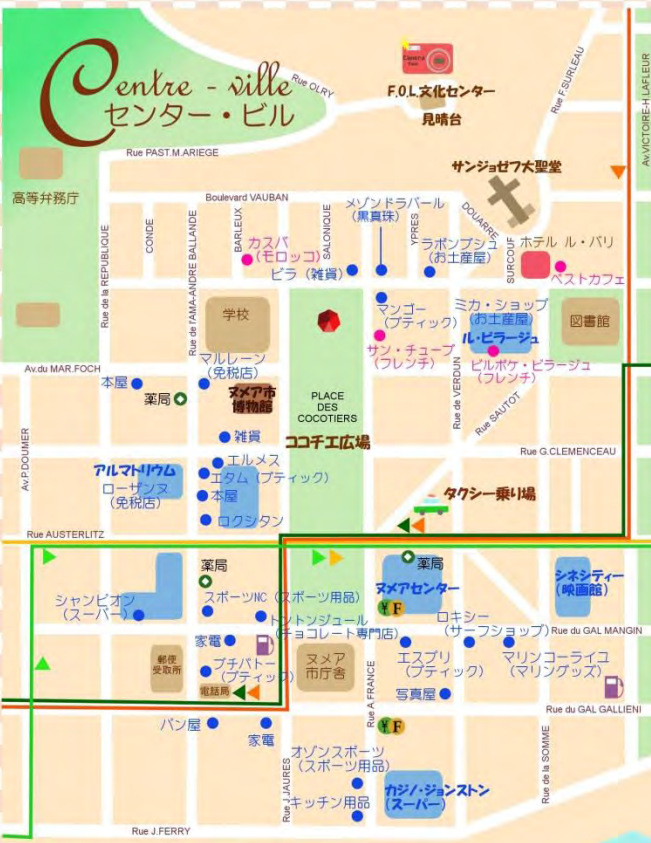 Centre - ville
センター・ビル
Rue OLRY
F.O.L.文化センター
見晴台
Rue F.SURLEAU
Av.VICTOIRE-H.LAFLEUR
Rue PAST.M.ARIEGE
サンジョゼフ大聖堂
高等弁務庁
Boulevard VAUBAN
メゾンドラパール
(黒真珠)
DOUARRE
CONDE
BARLEUX
SALONIQUE
YPRES
SURCOUF
カスバ
(モロッコ)
ラポンプシュ
(お土産屋)
ホテル ル・パリ
ビラ (雑貨)
ベストカフェ
Rue de la REPUBLIQUE
Rue de l'AMA-ANDRE BALLANDE
学校
マンゴー
(ブティック)
ミカ・ショップ
(お土産屋)
ル・ビラージュ
図書館
サン・チューブ
(フレンチ)
ビルボケ・ビラージュ
(フレンチ)
Rue de VERDUN
Av.du MAR.FOCH
マルレーン
(免税店)
本屋
薬局
ヌメア市
博物館
PLACE
DES
COCOTIERS
Rue SAUTOT
雑貨
ココチエ広場
Rue G.CLEMENCEAU
Av.P.DOUMER
アルマトリウム
ローザンヌ
(免税店)
エルメス
エタム (ブティック)
本屋
ロクシタン
タクシー乗り場
Rue AUSTERLITZ
薬局
薬局
ヌメアセンター
シネシティー
(映画館)
シャンピオン
(スーパー)
スポーツNC (スポーツ用品)
¥F
トントンジュール
(チョコレート専門店)
ロキシー
(サーフショップ)
Rue du GAL MANGIN
家電
郵便
受取所
プチバトー
(ブティック)
電話局
ヌメア
市庁舎
エスプリ
(ブティック)
マリンコーライユ
(マリングッズ)
Rue A.FRANCE
写真屋
Rue du GAL GALLIENI
パン屋
家電
¥F
オゾンスポーツ
(スポーツ用品)
キッチン用品
カジノ・ジョンストン
(スーパー)
Rue de la SOMME
Rue J.JAURES
Rue J.FERRY